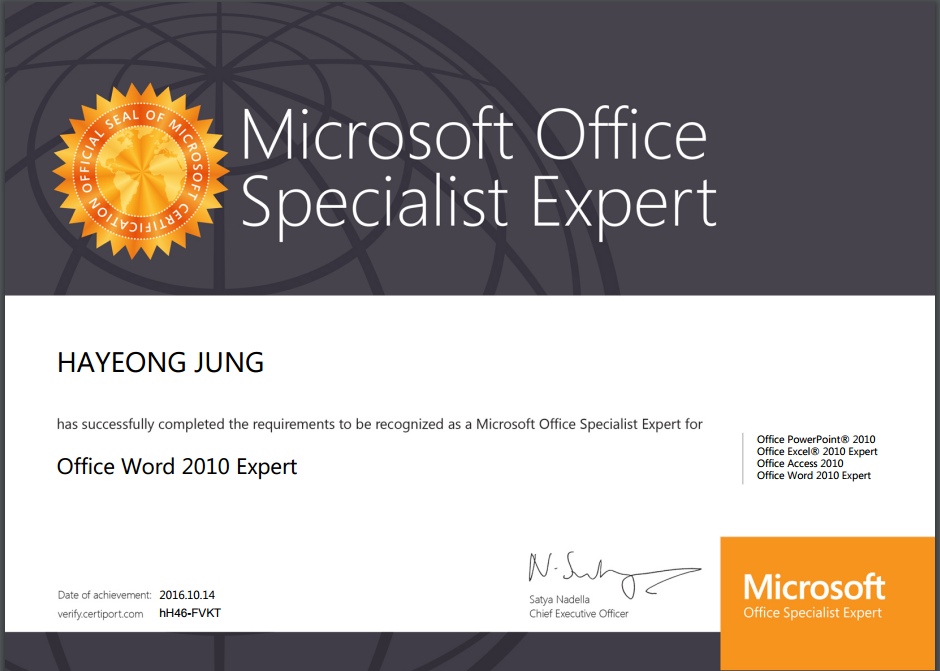 OFFICIAL SEAL OF MICROSOFT CERTIFICATION
Microsoft Office
Specialist Expert
HAYEONG JUNG
has successfully completed the requirements to be recognized as a Microsoft Office Specialist Expert for
Office Word 2010 Expert
Office PowerPoint® 2010
Office Excel® 2010 Expert
Office Access 2010
Office Word 2010 Expert
Date of achievement: 2016.10.14
verify.certiport.com hH46-FVKT
Satya Nadella
Chief Executive Officer
Microsoft
Office Specialist Expert